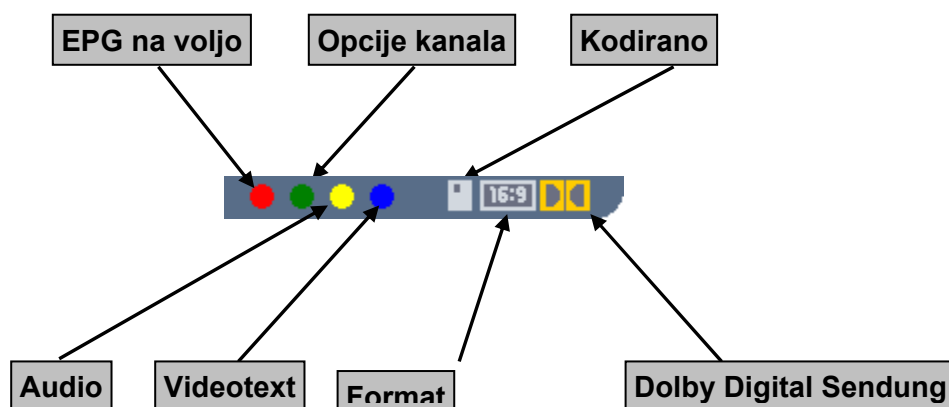 EPG na voljo
Opcije kanala
Kodirano
16:9
Audio
Videotext
Format
Dolby Digital Sendung